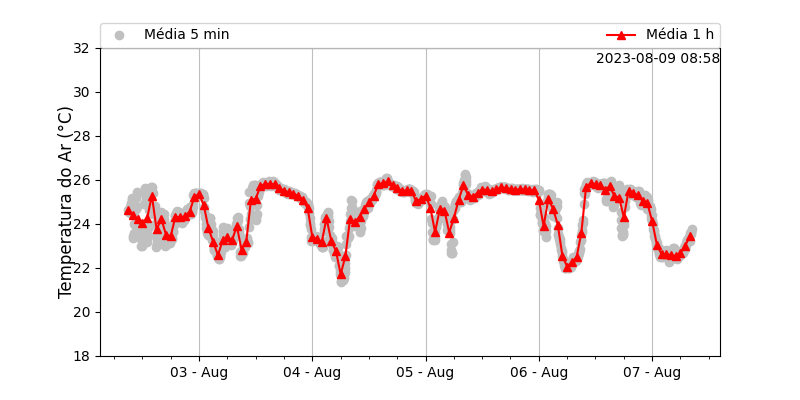 Média 5 min
Média 1 h
2023-08-09 08:58
Temperatura do Ar (°C)
32
30
28
26
24
22
20
18
03 - Aug
04 - Aug
05 - Aug
06 - Aug
07 - Aug